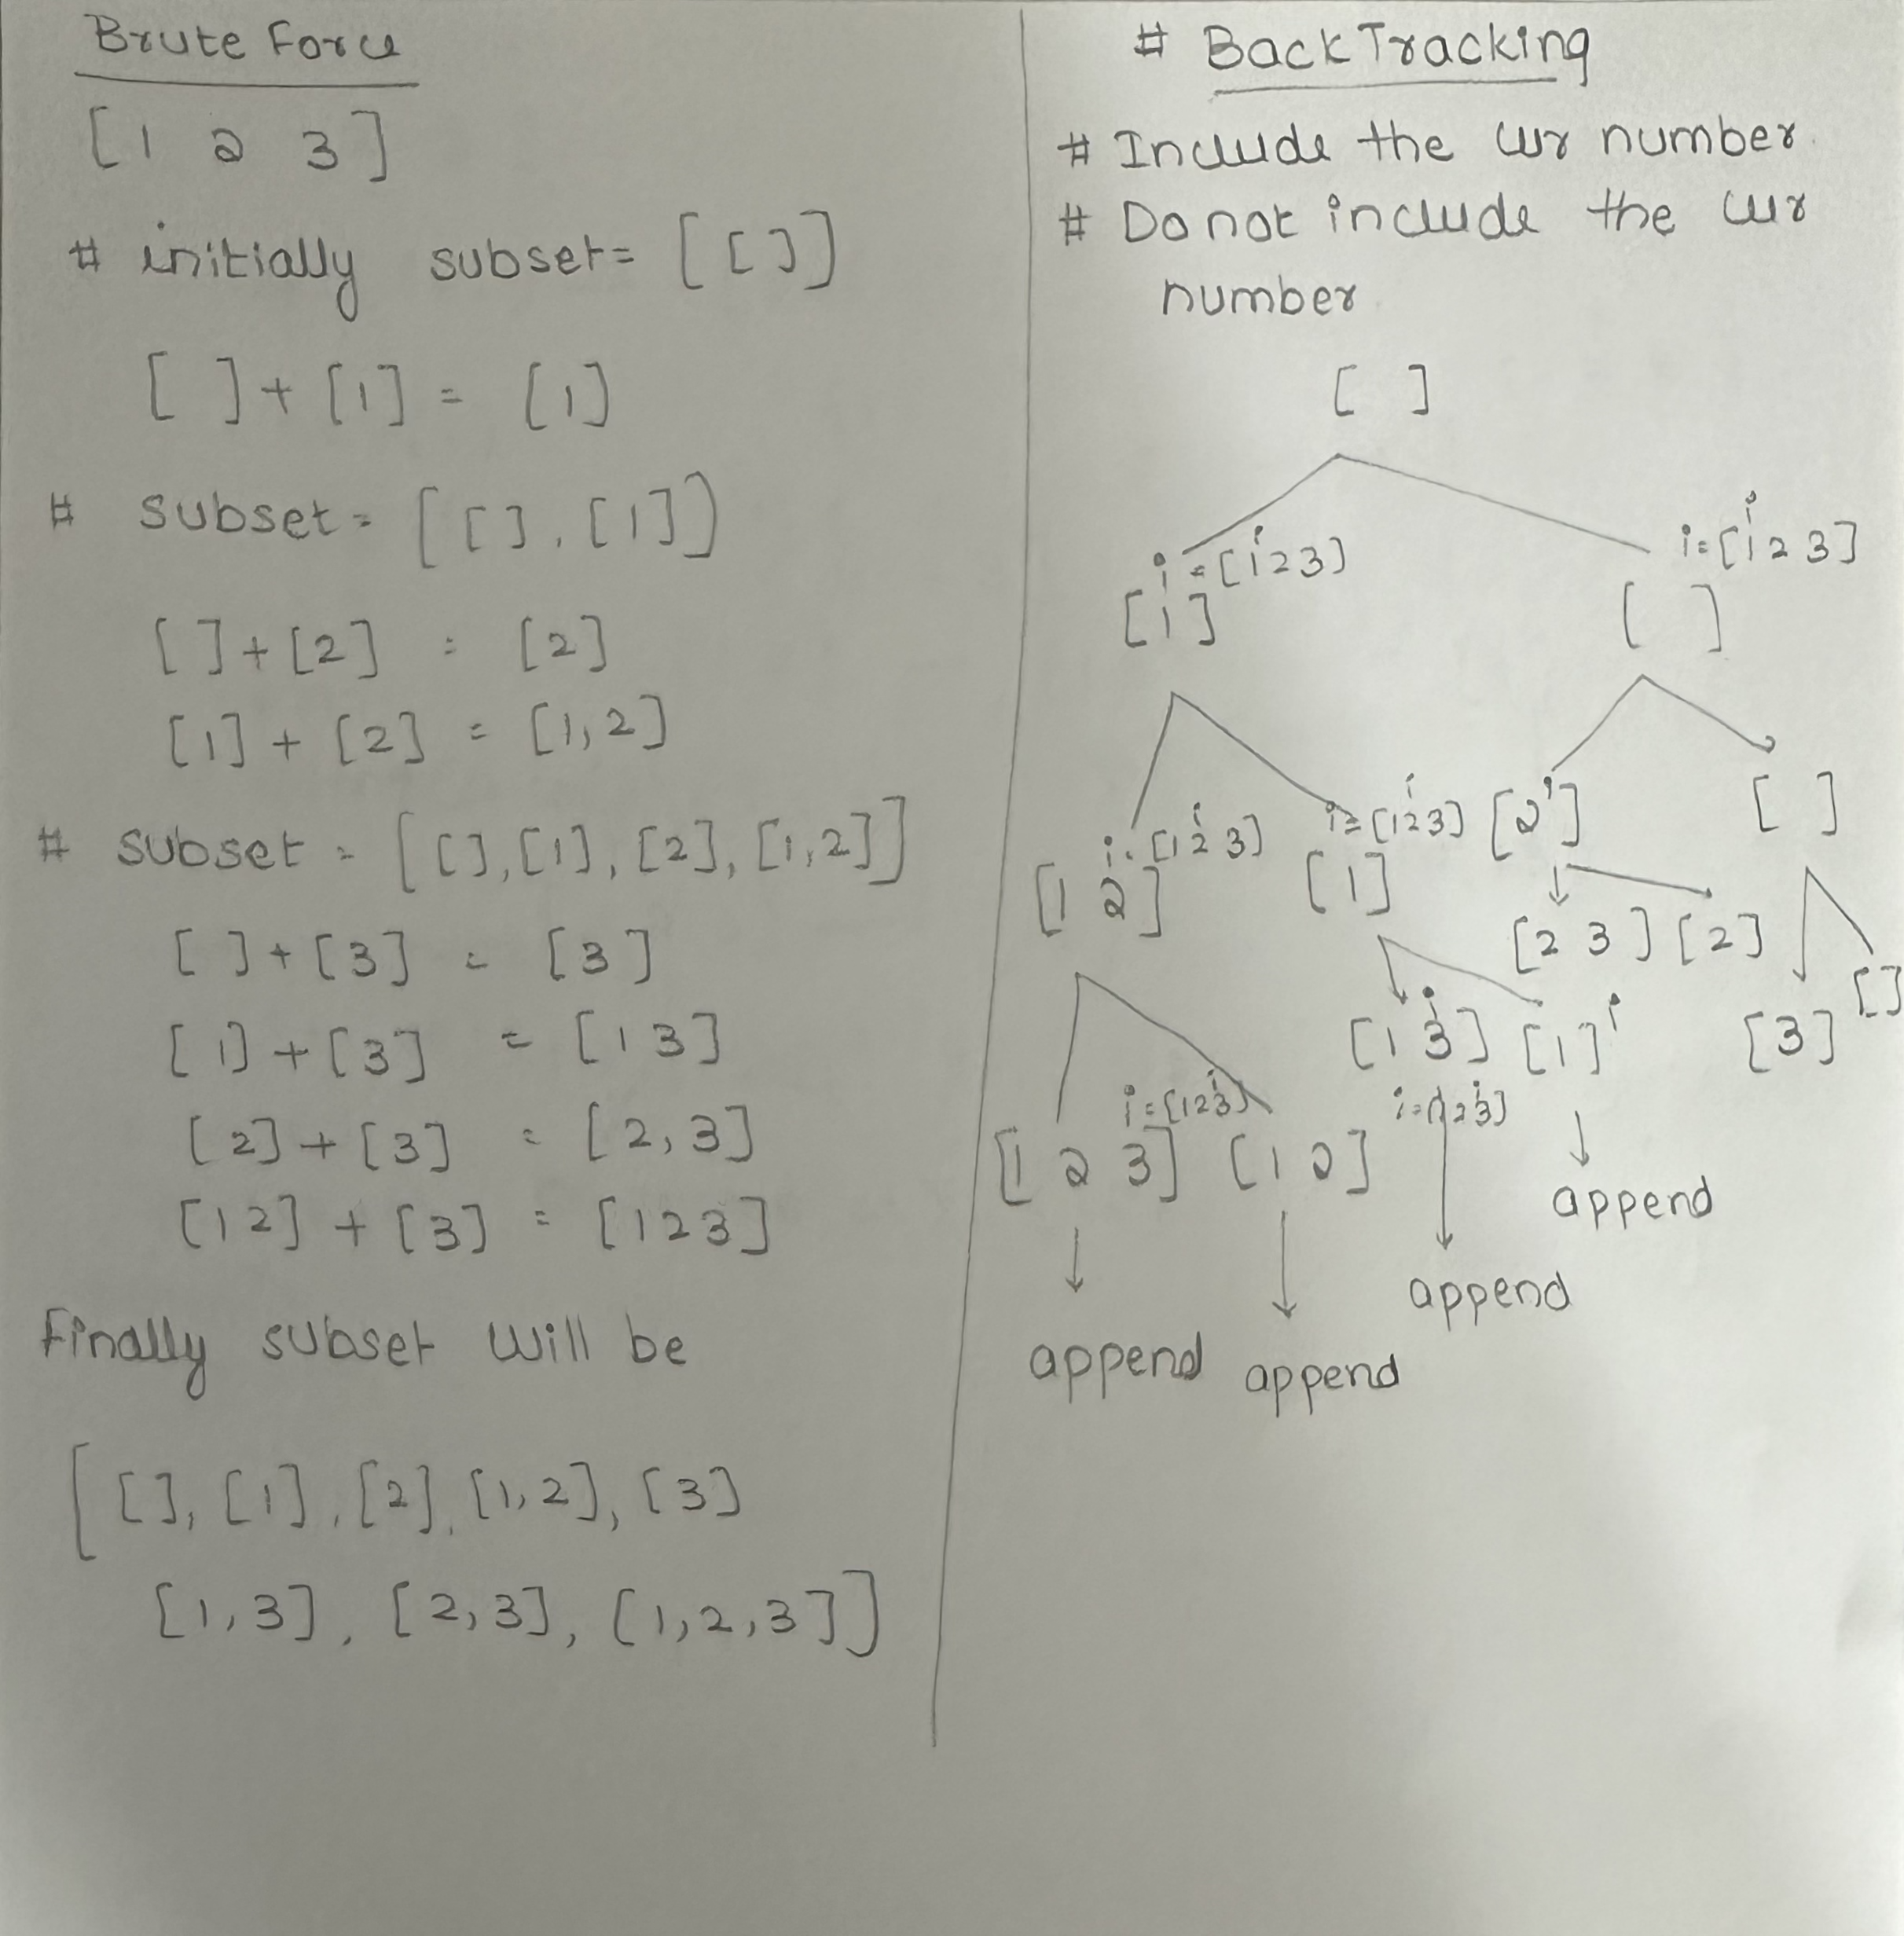 Brute Force
[1 2 3]
# initially subset= [[]]
[ ]+[1] = [1]
# subset= [[], [1]]
[ ]+[2] = [2]
[1]+[2] = [1,2]
# subset = [[],[1],[2],[1,2]]
[ ]+[3] = [3]
[1]+[3] = [1 3]
[2]+[3] = [2,3]
[1 2]+[3] = [1 2 3]
Finally subset will be
[[], [1], [2], [1,2], [3]
[1,3], [2,3], [1,2,3]]
# BackTracking
# Include the cur number
# Do not include the cur
number
[ ]
i=[1 2 3] i=[1 2 3]
[1] [ ]
i=[1 2 3] i=[1 2 3] [2] [ ]
[1 2] [1]
[2 3] [2]
[1 3] [1] i [3] []
i=[1 2 3] i=[1 2 3]
[1 2 3] [1 2]
append
append
append append